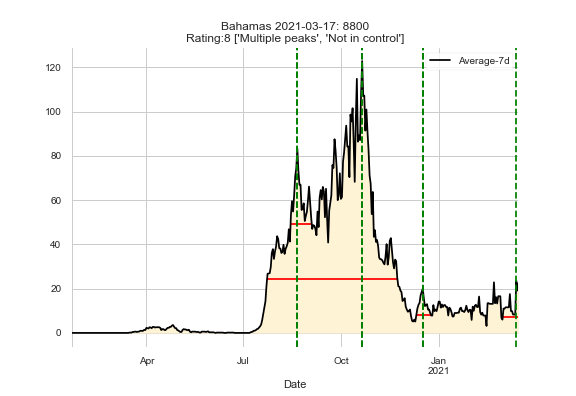 Bahamas 2021-03-17: 8800
Rating:8 ['Multiple peaks', 'Not in control']
Average-7d
120
100
80
60
40
20
0
Apr
Jul
Oct
Jan
2021
Date